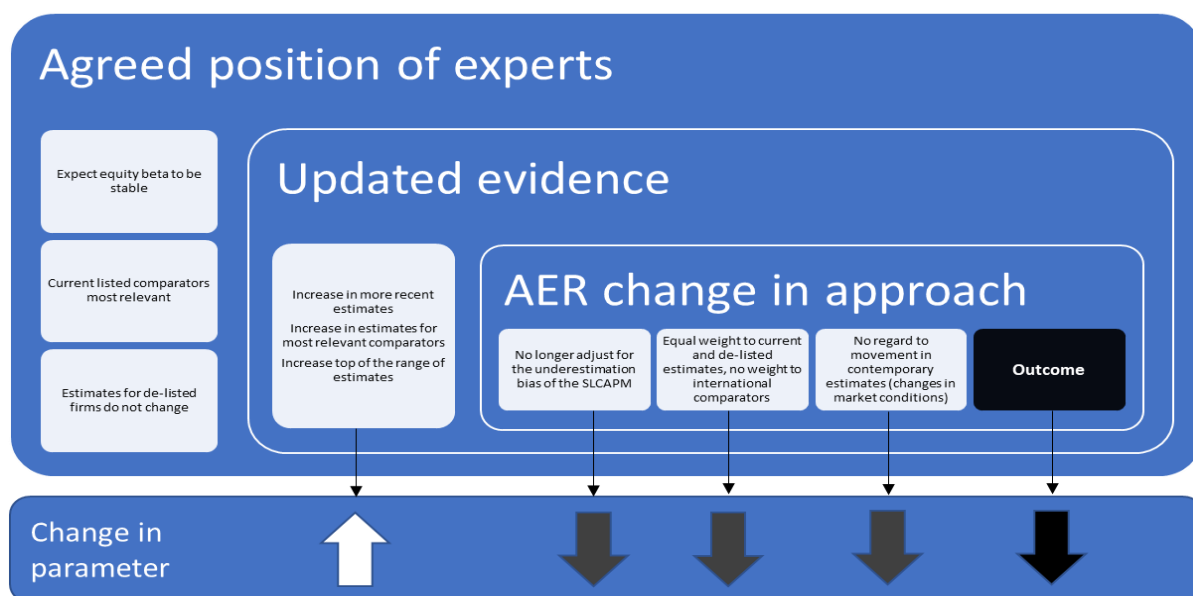 Agreed position of experts
Expect equity beta to be
stable
Current listed comparators
most relevant
Estimates for de-listed
firms do not change
Updated evidence
Increase in more recent
estimates
Increase in estimates for
most relevant comparators
Increase top of the range of
estimates
AER change in approach
No longer adjust for
the underestimation
bias of the SLCAPM
Equal weight to current
and de-listed
estimates, no weight to
international
comparators
No regard to
movement in
contemporary
estimates (changes in
market conditions)
Outcome
Change in
parameter